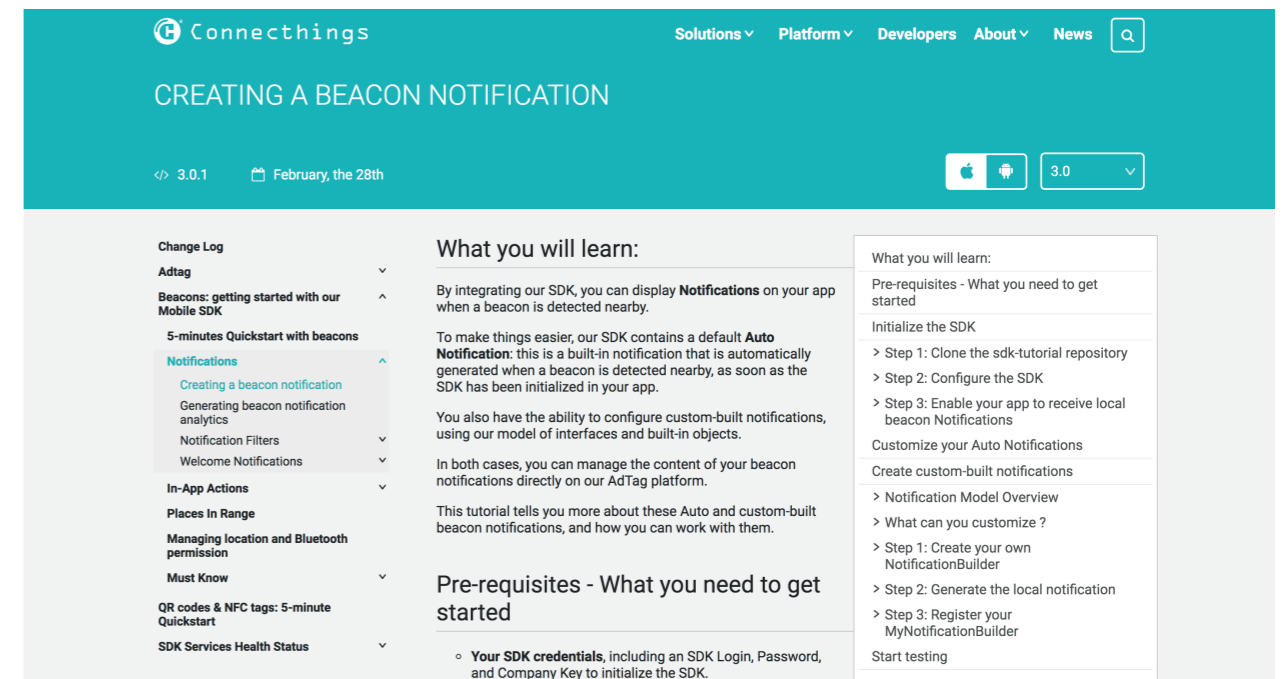 Connecthings
Solutions Platform Developers About News
CREATING A BEACON NOTIFICATION
</> 3.0.1 February, the 28th
3.0
Change Log
Adtag
Beacons: getting started with our
Mobile SDK
5-minutes Quickstart with beacons
Notifications
Creating a beacon notification
Generating beacon notification
analytics
Notification Filters
Welcome Notifications
In-App Actions
Places In Range
Managing location and Bluetooth
permission
Must Know
QR codes & NFC tags: 5-minute
Quickstart
SDK Services Health Status
What you will learn:
By integrating our SDK, you can display Notifications on your app
when a beacon is detected nearby.
To make things easier, our SDK contains a default Auto
Notification: this is a built-in notification that is automatically
generated when a beacon is detected nearby, as soon as the
SDK has been initialized in your app.
You also have the ability to configure custom-built notifications,
using our model of interfaces and built-in objects.
In both cases, you can manage the content of your beacon
notifications directly on our AdTag platform.
This tutorial tells you more about these Auto and custom-built
beacon notifications, and how you can work with them.
Pre-requisites - What you need to get
started
Your SDK credentials, including an SDK Login, Password,
and Company Key to initialize the SDK.
What you will learn:
Pre-requisites - What you need to get
started
Initialize the SDK
> Step 1: Clone the sdk-tutorial repository
> Step 2: Configure the SDK
> Step 3: Enable your app to receive local
beacon Notifications
Customize your Auto Notifications
Create custom-built notifications
> Notification Model Overview
> What can you customize ?
> Step 1: Create your own
NotificationBuilder
> Step 2: Generate the local notification
> Step 3: Register your
MyNotificationBuilder
Start testing